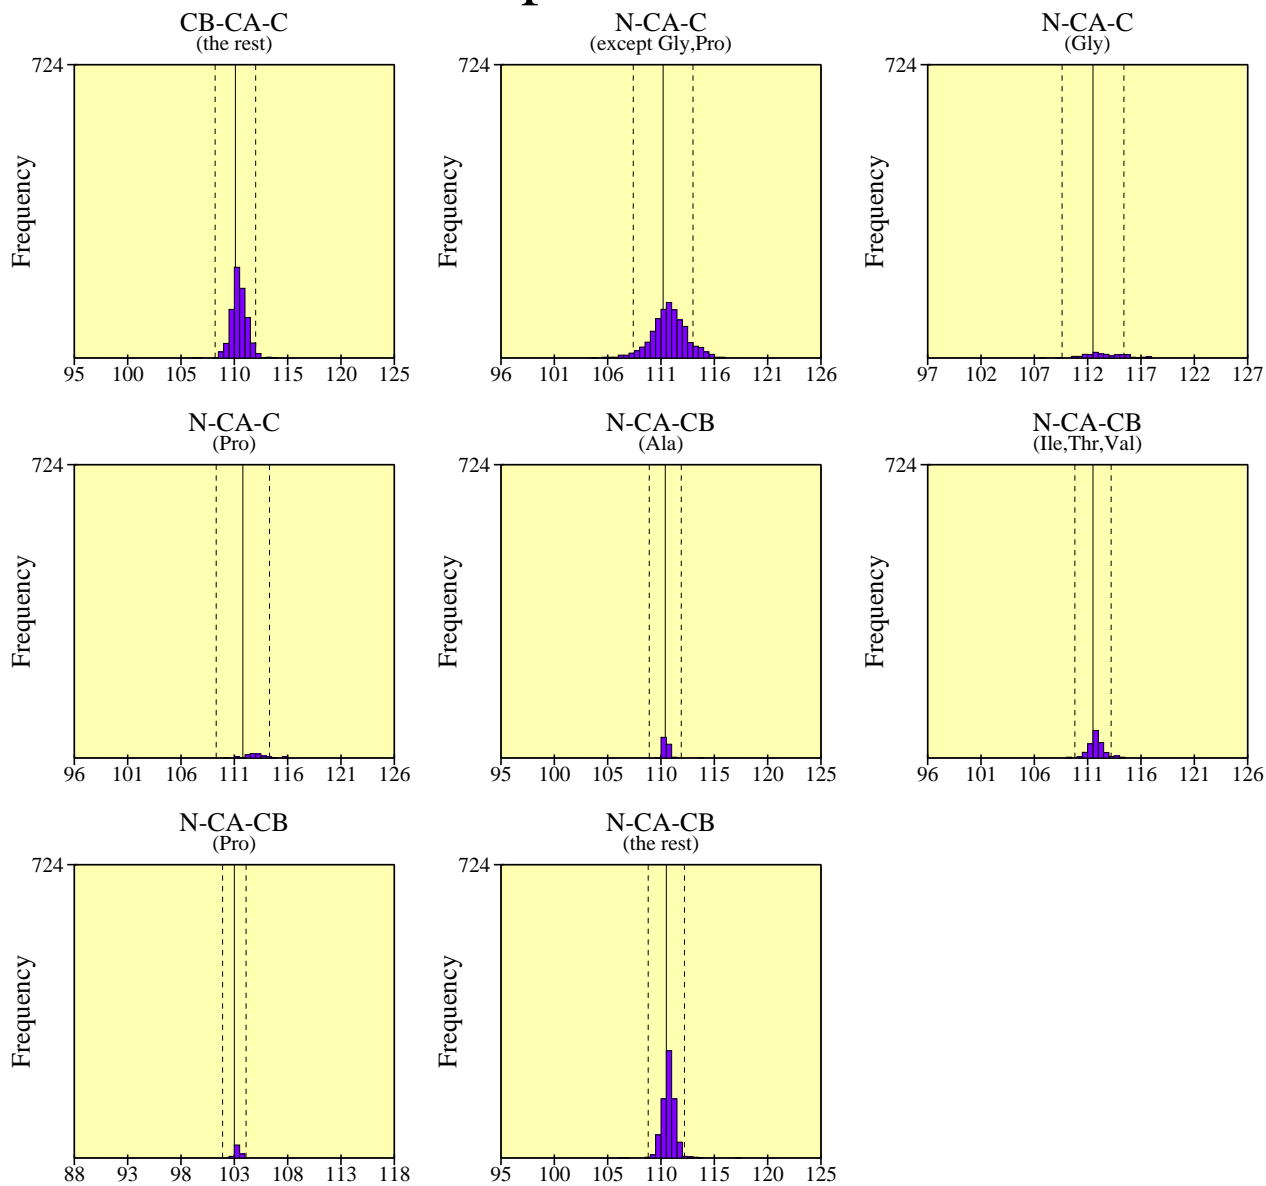 CB-CA-C N-CA-C N-CA-C
(the rest) (except Gly,Pro) (Gly)
724 724 724
Frequency Frequency Frequency
95 100 105 110 115 120 125 96 101 106 111 116 121 126 97 102 107 112 117 122 127
N-CA-C N-CA-CB N-CA-CB
(Pro) (Ala) (Ile,Thr,Val)
724 724 724
Frequency Frequency Frequency
96 101 106 111 116 121 126 95 100 105 110 115 120 125 96 101 106 111 116 121 126
N-CA-CB N-CA-CB
(Pro) (the rest)
724 724
Frequency Frequency
88 93 98 103 108 113 118 95 100 105 110 115 120 125